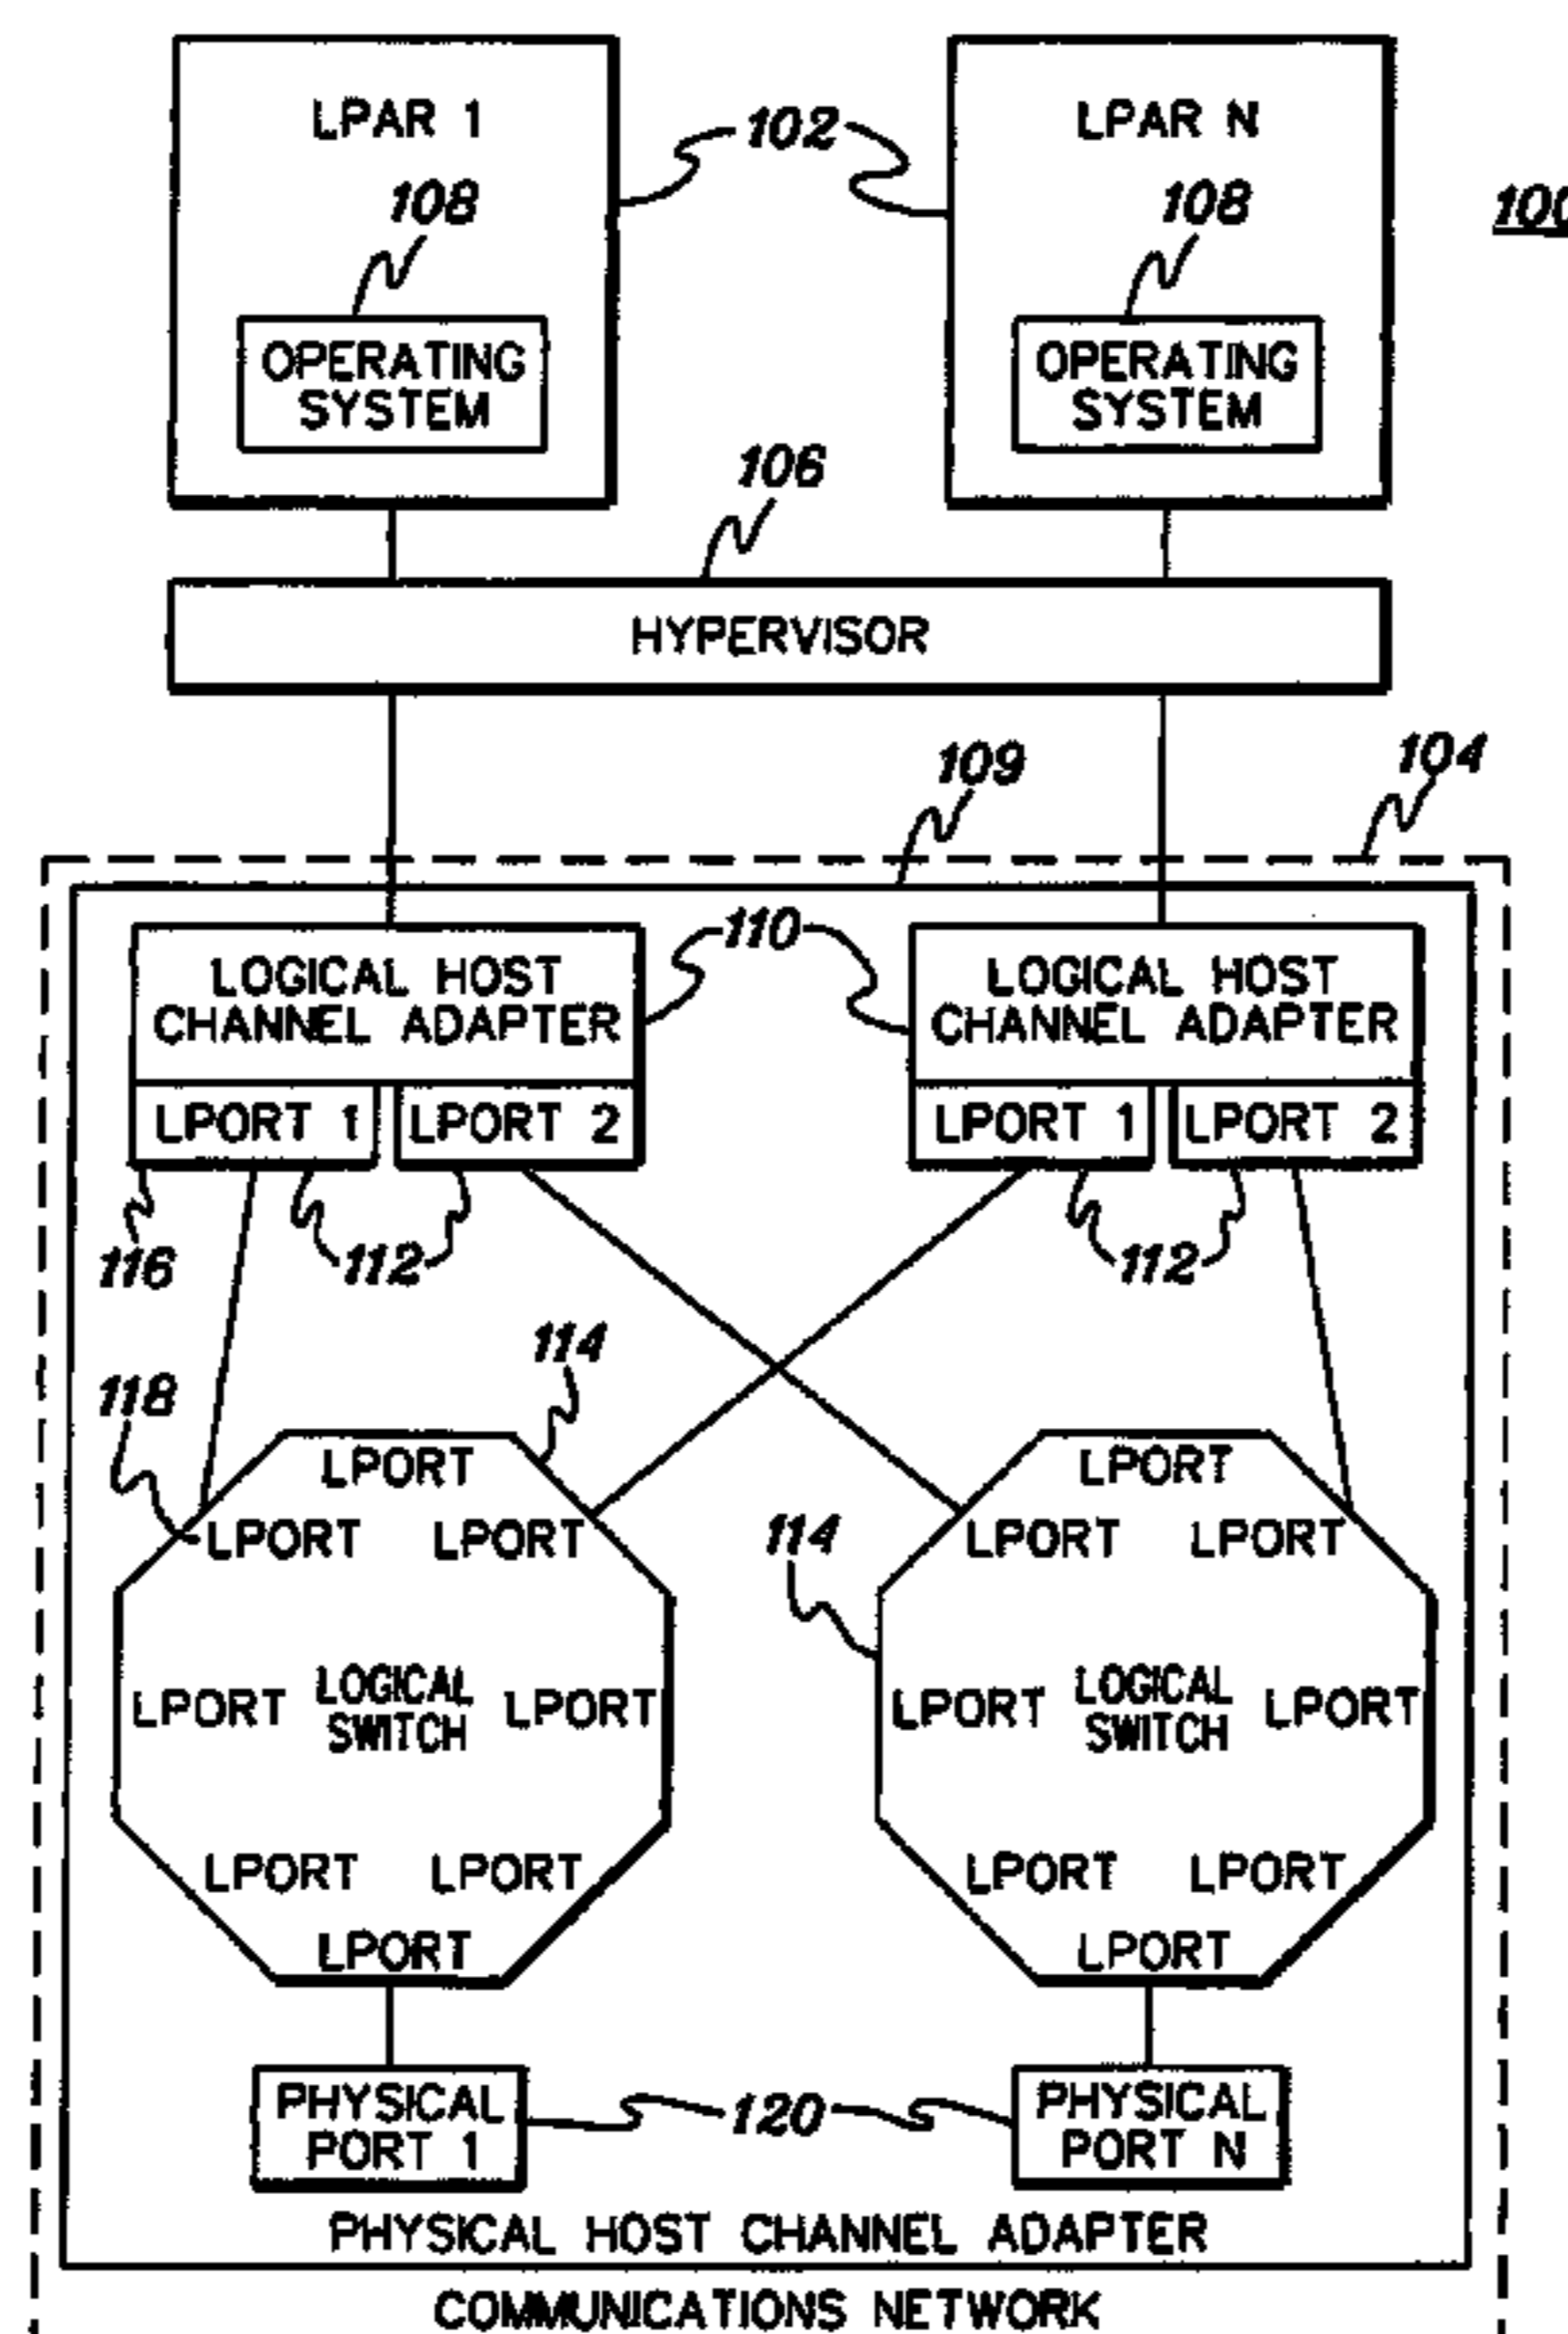 LPAR 1
102
LPAR N
108
108
100
OPERATING
SYSTEM
OPERATING
SYSTEM
106
HYPERVISOR
109
104
110
LOGICAL HOST
CHANNEL ADAPTER
LOGICAL HOST
CHANNEL ADAPTER
LPORT 1
LPORT 2
LPORT 1
LPORT 2
116
112
112
114
118
LPORT
LPORT
LPORT LPORT
114
LPORT LPORT
LPORT
LOGICAL
SWITCH
LPORT
LPORT
LOGICAL
SWITCH
LPORT
LPORT LPORT
LPORT LPORT
LPORT
LPORT
PHYSICAL
PORT 1
120
PHYSICAL
PORT N
PHYSICAL HOST CHANNEL ADAPTER
COMMUNICATIONS NETWORK